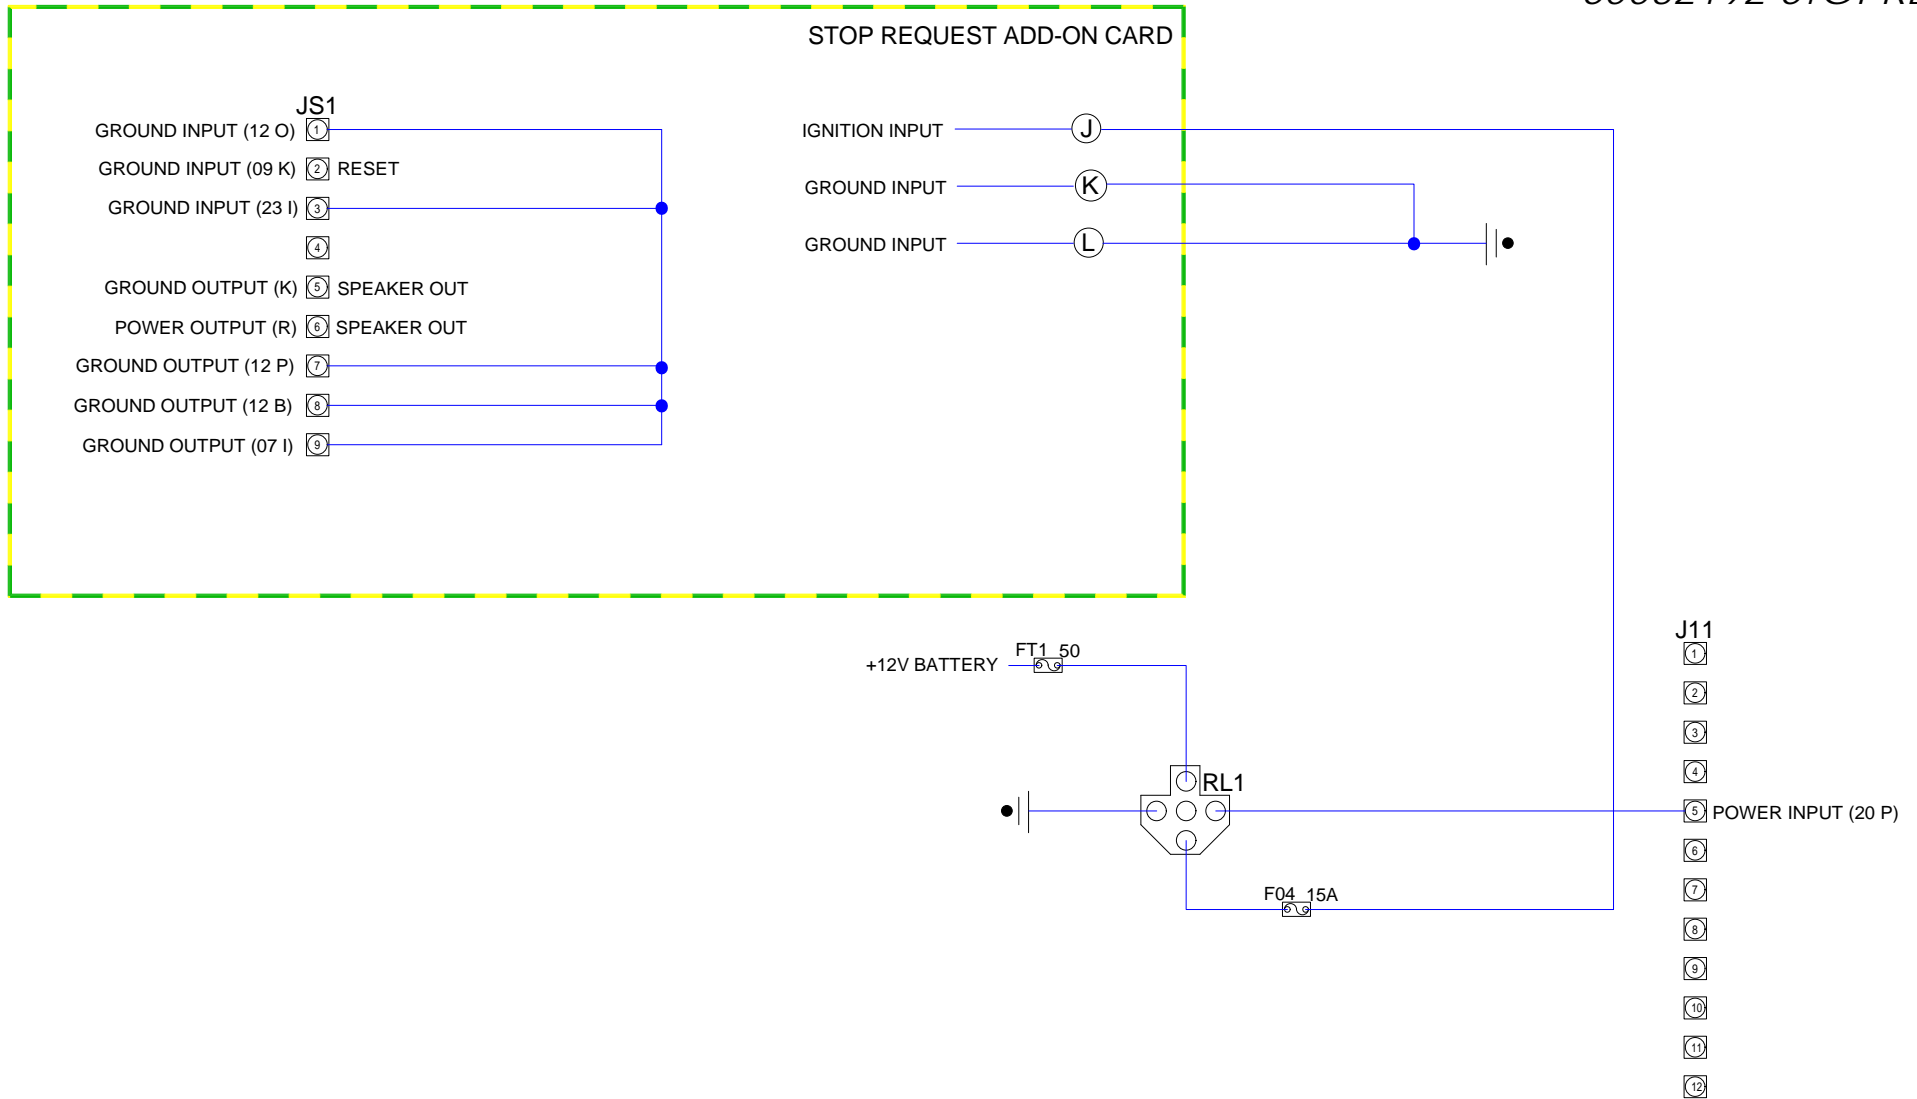 STOP REQUEST ADD-ON CARD
JS1
GROUND INPUT (12 O) 1
GROUND INPUT (09 K) 2 RESET
GROUND INPUT (23 I) 3
4
GROUND OUTPUT (K) 5 SPEAKER OUT
POWER OUTPUT (R) 6 SPEAKER OUT
GROUND OUTPUT (12 P) 7
GROUND OUTPUT (12 B) 8
GROUND OUTPUT (07 I) 9
IGNITION INPUT J
GROUND INPUT K
GROUND INPUT L
+12V BATTERY
FT1 50
RL1
F04 15A
J11
1
2
3
4
5 POWER INPUT (20 P)
6
7
8
9
10
11
12